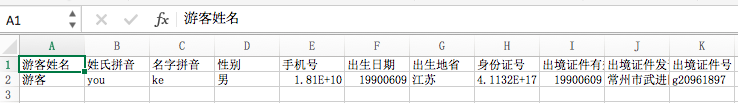 A1 fx 游客姓名
A B C D E F G H I J K
1 游客姓名 姓氏拼音 名字拼音 性别 手机号 出生日期 出生地省 身份证号 出境证件有 出境证件发 出境证件号
2 游客 you ke 男 1.81E+10 19900609 江苏 4.1132E+17 19900609 常州市武进 g20961897
3